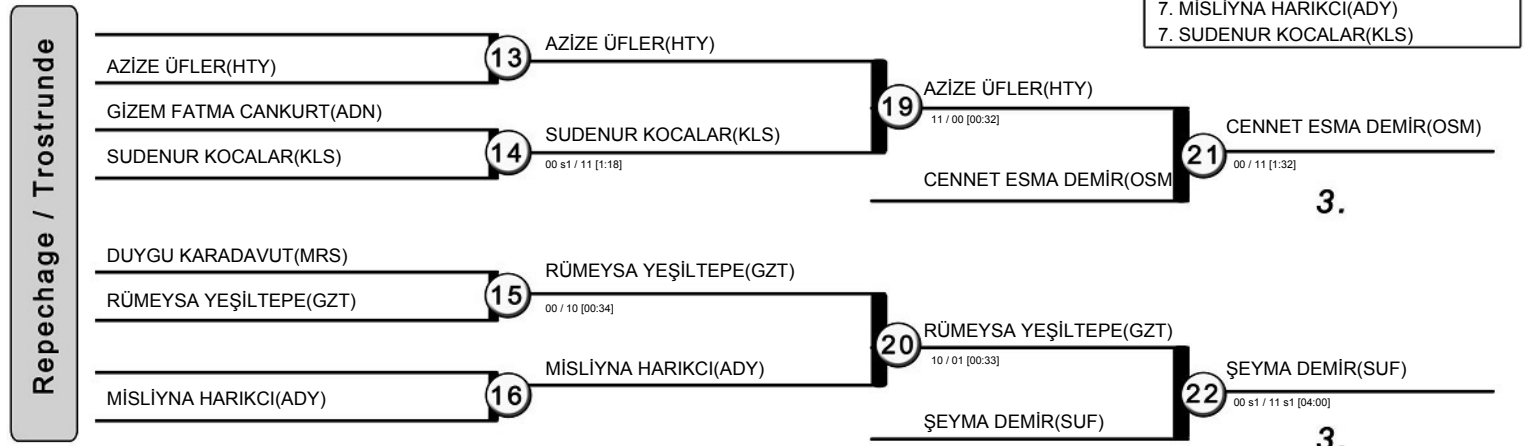 7. MİSLİYNA HARIKCI(ADY)
7. SUDENUR KOCALAR(KLS)
Repechage / Trostrunde
AZİZE ÜFLER(HTY)
13
AZİZE ÜFLER(HTY)
GİZEM FATMA CANKURT(ADN)
SUDENUR KOCALAR(KLS)
14
SUDENUR KOCALAR(KLS)
00 s1 / 11 [1:18]
19
AZİZE ÜFLER(HTY)
11 / 00 [00:32]
CENNET ESMA DEMİR(OSM
21
CENNET ESMA DEMİR(OSM)
00 / 11 [1:32]
3.
DUYGU KARADAVUT(MRS)
RÜMEYSA YEŞİLTEPE(GZT)
15
RÜMEYSA YEŞİLTEPE(GZT)
00 / 10 [00:34]
MİSLİYNA HARIKCI(ADY)
16
MİSLİYNA HARIKCI(ADY)
20
RÜMEYSA YEŞİLTEPE(GZT)
10 / 01 [00:33]
ŞEYMA DEMİR(SUF)
22
ŞEYMA DEMİR(SUF)
00 s1 / 11 s1 [04:00]
3.